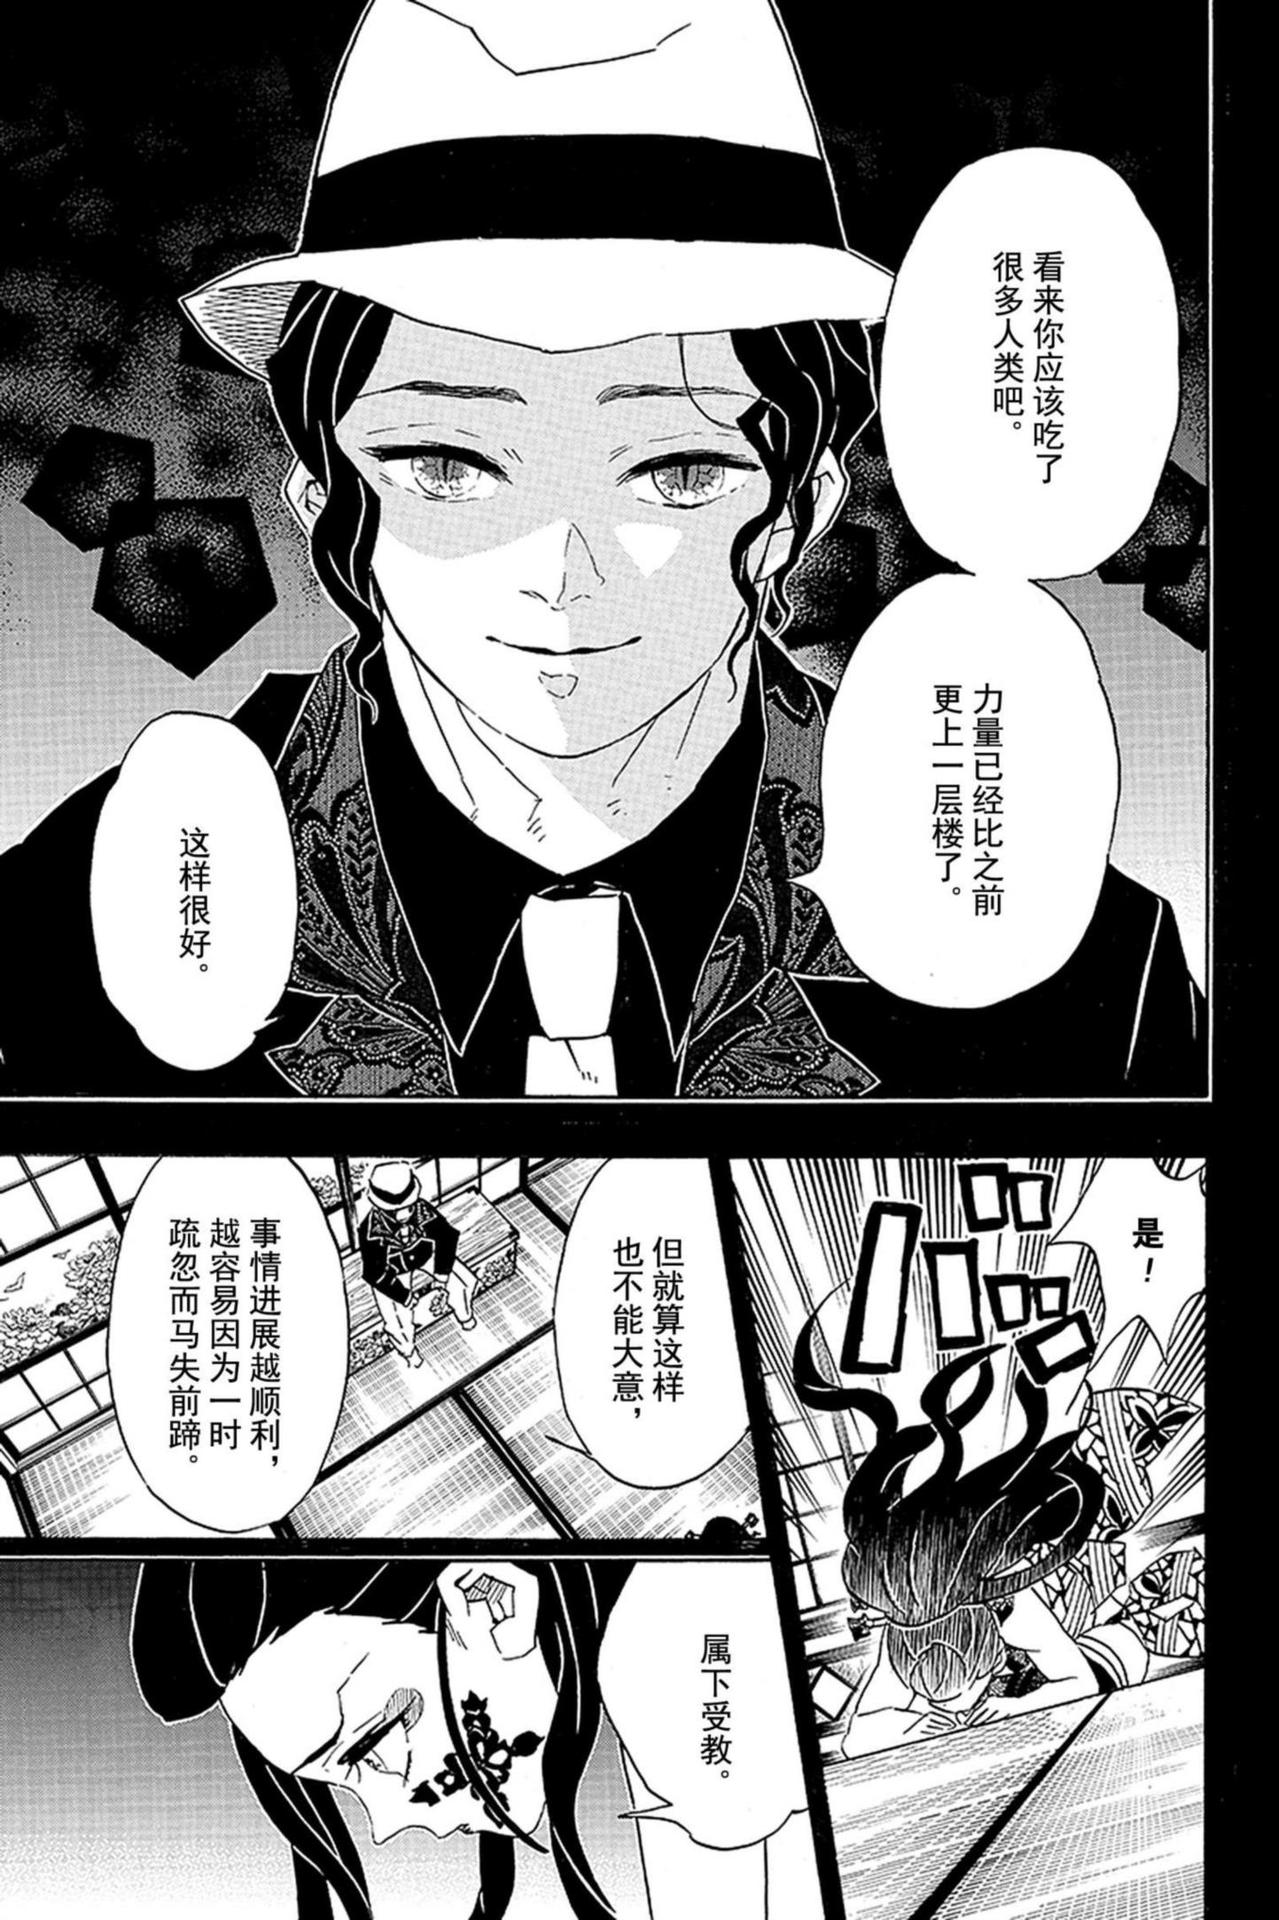 看来你应该吃了
很多人类吧。
力量已经比之前
更上一层楼了。
这样很好。
是！
但就算这样
也不能大意，
事情进展越顺利，
越容易因为一时
疏忽而马失前蹄。
属下受教。